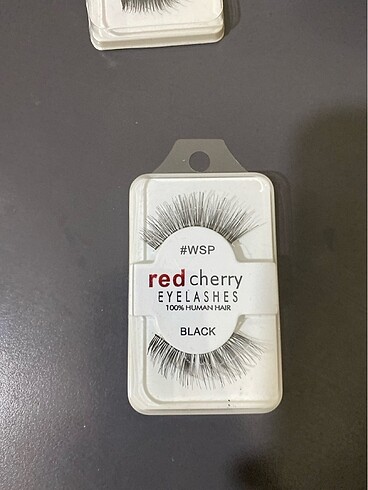 #WSP
red cherry
EYELASHES
100% HUMAN HAIR
BLACK